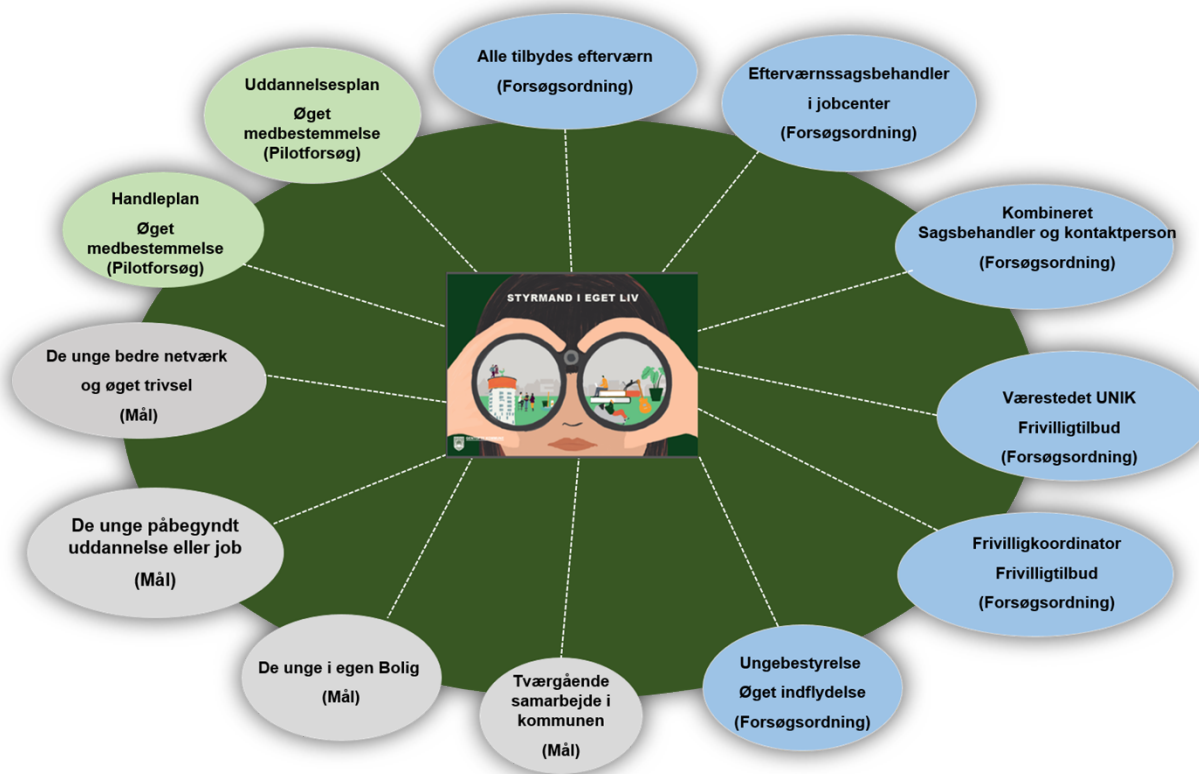 Alle tilbydes efterværn
(Forsøgsordning)
Efterværnssagsbehandler
i jobcenter
(Forsøgsordning)
Kombineret
Sagsbehandler og kontaktperson
(Forsøgsordning)
Værestedet UNIK
Frivilligtilbud
(Forsøgsordning)
Frivilligkoordinator
Frivilligtilbud
(Forsøgsordning)
Ungebestyrelse
Øget indflydelse
(Forsøgsordning)
Tværgående
samarbejde i
kommunen
(Mål)
De unge i egen Bolig
(Mål)
De unge påbegyndt
uddannelse eller job
(Mål)
De unge bedre netværk
og øget trivsel
(Mål)
Handleplan
Øget
medbestemmelse
(Pilotforsøg)
Uddannelsesplan
Øget
medbestemmelse
(Pilotforsøg)
STYRMAND I EGET LIV